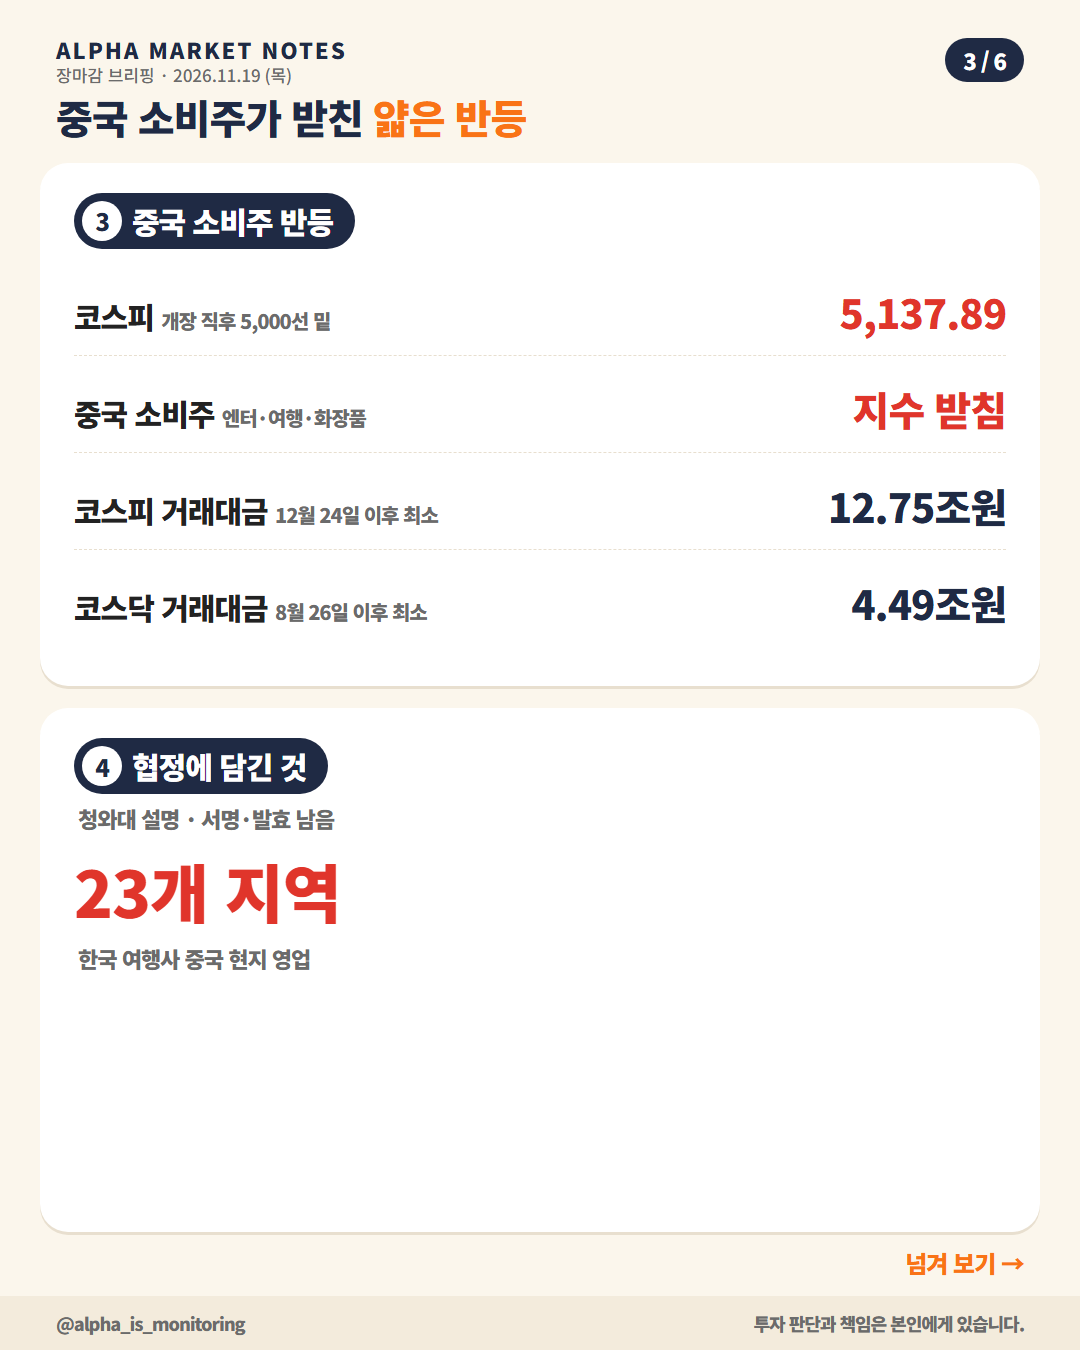 ALPHA MARKET NOTES
장마감 브리핑 · 2026.11.19 (목)
3 / 6
중국 소비주가 받친 얇은 반등
3 중국 소비주 반등
코스피 개장 직후 5,000선 밑 5,137.89
중국 소비주 엔터·여행·화장품 지수 받침
코스피 거래대금 12월 24일 이후 최소 12.75조원
코스닥 거래대금 8월 26일 이후 최소 4.49조원
4 협정에 담긴 것
청와대 설명 · 서명·발효 남음
23개 지역
한국 여행사 중국 현지 영업
넘겨 보기 →
@alpha_is_monitoring
투자 판단과 책임은 본인에게 있습니다.